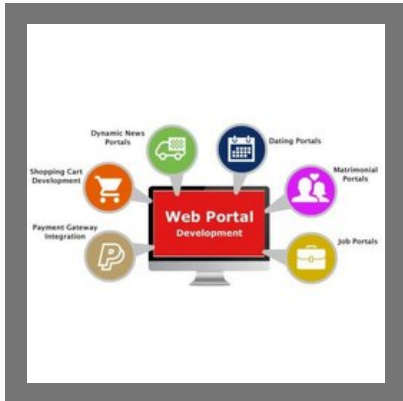 Dynamic News
Portals
Dating Portals
Shopping Cart
Development
Matrimonial
Portals
Web Portal
Development
Payment Gateway
Integration
Job Portals